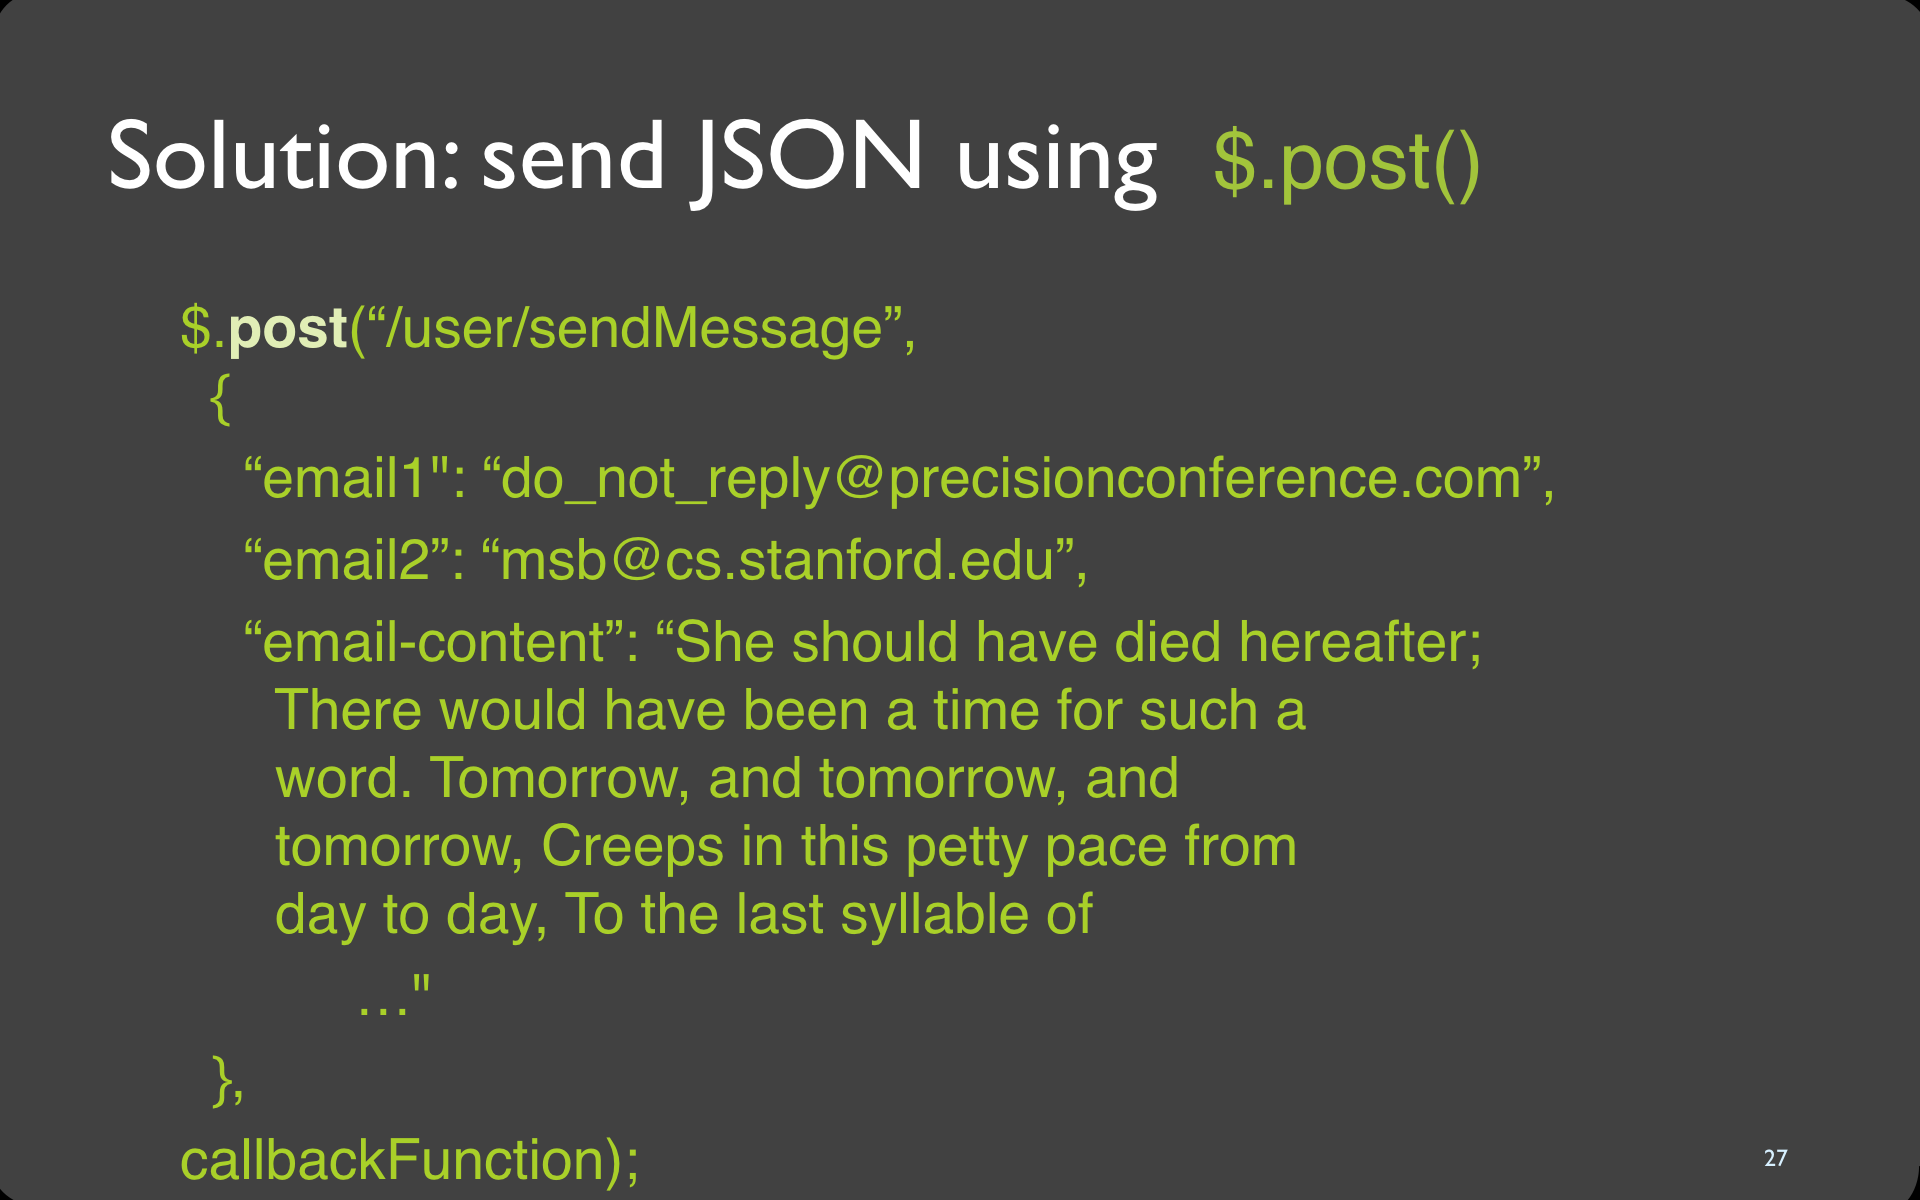 Solution: send JSON using $.post()
$.post(“/user/sendMessage”,
{
“email1": “do_not_reply@precisionconference.com”,
“email2”: “msb@cs.stanford.edu”,
“email-content”: “She should have died hereafter;
There would have been a time for such a
word. Tomorrow, and tomorrow, and
tomorrow, Creeps in this petty pace from
day to day, To the last syllable of
…"
},
callbackFunction);
27